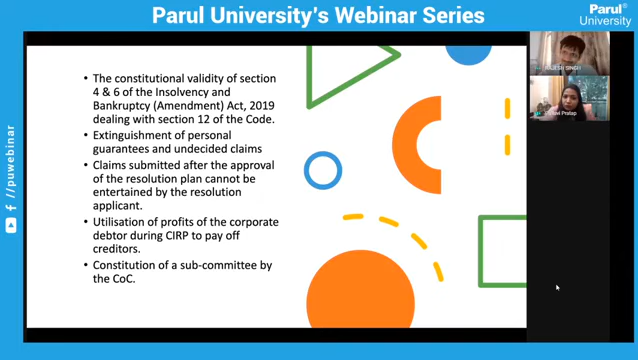 Parul University's Webinar Series
Parul®
University
/puwebinar
• The constitutional validity of section
4 & 6 of the Insolvency and
Bankruptcy (Amendment) Act, 2019
dealing with section 12 of the Code.
• Extinguishment of personal
guarantees and undecided claims
• Claims submitted after the approval
of the resolution plan cannot be
entertained by the resolution
applicant.
• Utilisation of profits of the corporate
debtor during CIRP to pay off
creditors.
• Constitution of a sub-committee by
the CoC.
SINGH
Pratap